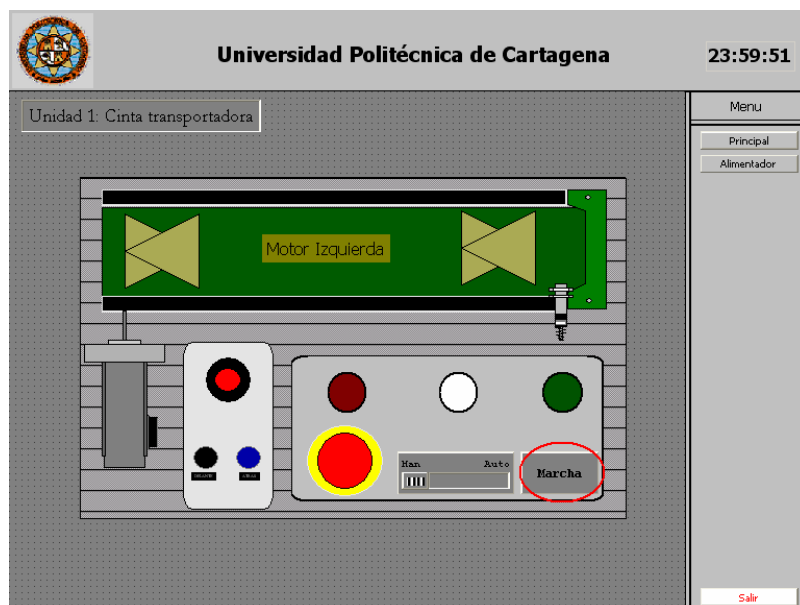 Universidad Politécnica de Cartagena
23:59:51
Unidad 1: Cinta transportadora
Menu
Principal
Alimentador
Motor Izquierda
Man
Auto
Marcha
Salir